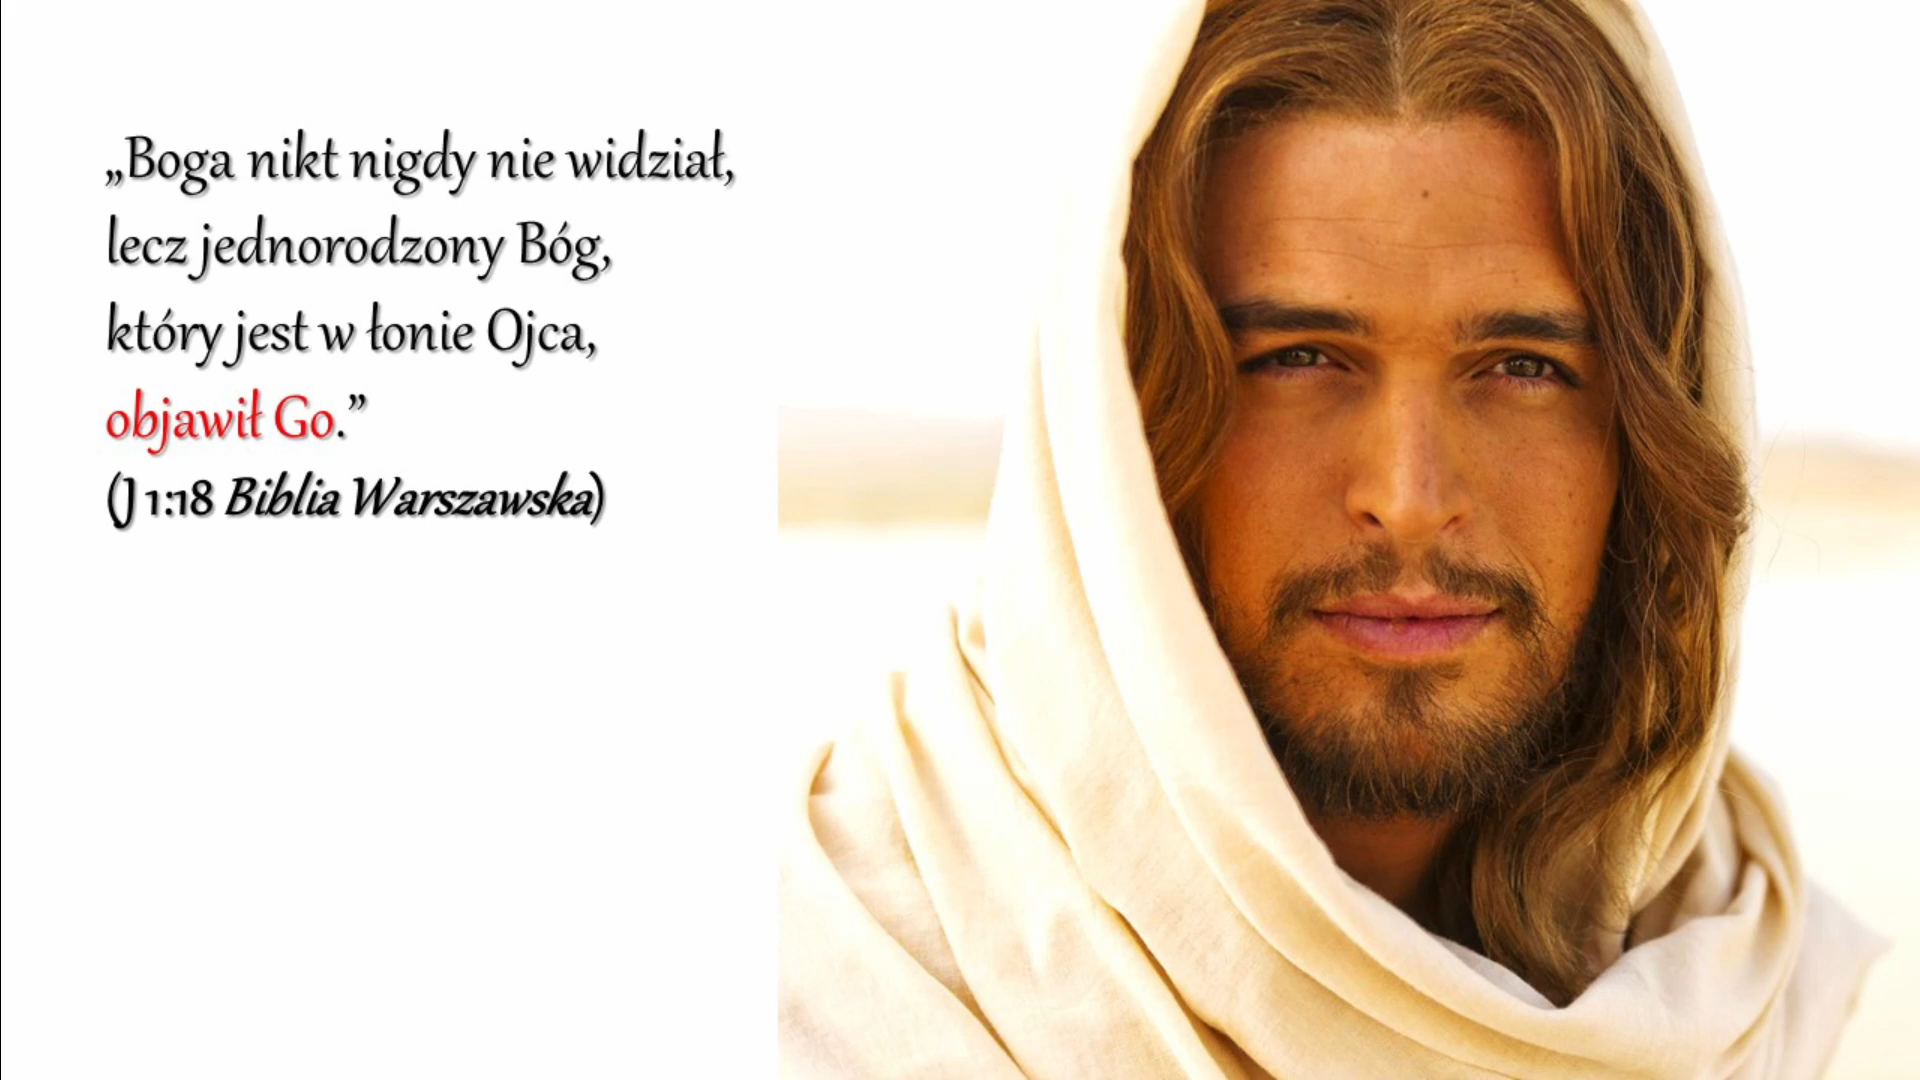 „Boga nikt nigdy nie widział,
lecz jednorodzony Bóg,
który jest w łonie Ojca,
objawił Go.”
(J 1:18 Biblia Warszawska)